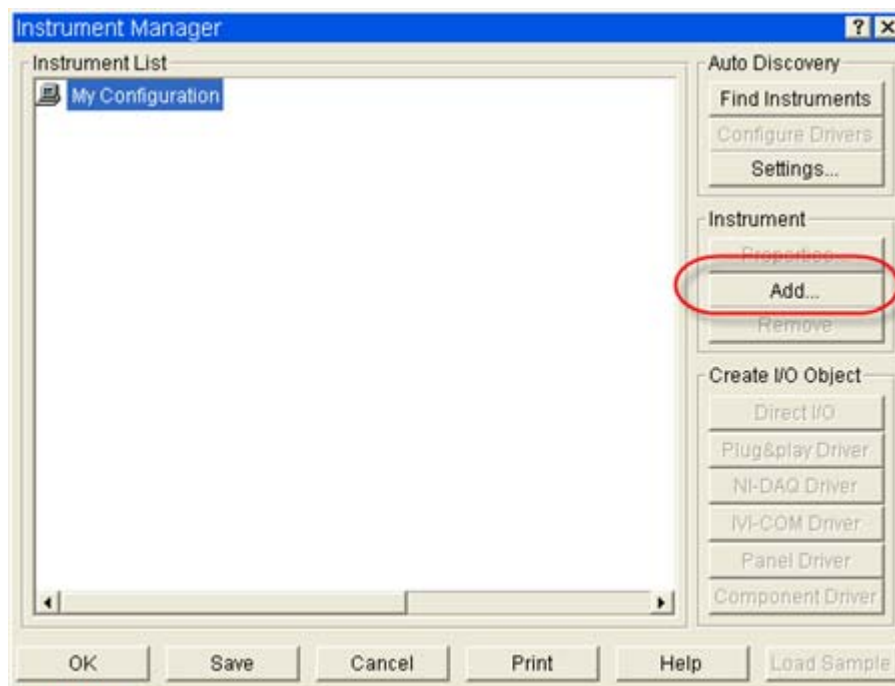 Instrument Manager
Instrument List
My Configuration
Auto Discovery
Find Instruments
Configure Drivers
Settings...
Instrument
Properties...
Add...
Remove
Create I/O Object
Direct I/O
Plug&play Driver
NI-DAQ Driver
IVI-COM Driver
Panel Driver
Component Driver
OK
Save
Cancel
Print
Help
Load Sample